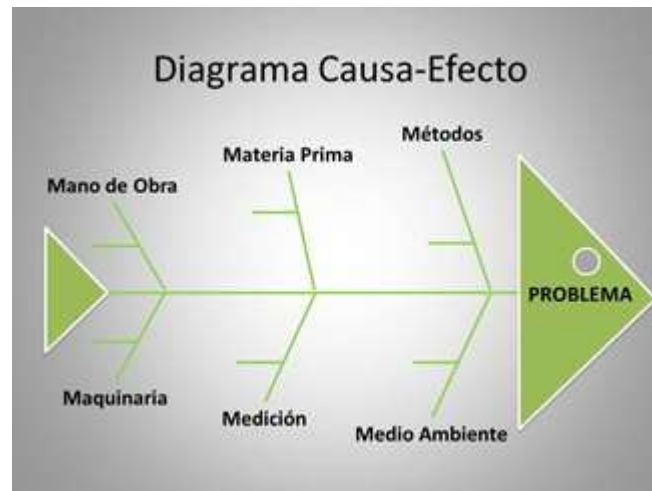 Diagrama Causa-Efecto
Métodos
Materia Prima
Mano de Obra
PROBLEMA
Maquinaria
Medición
Medio Ambiente